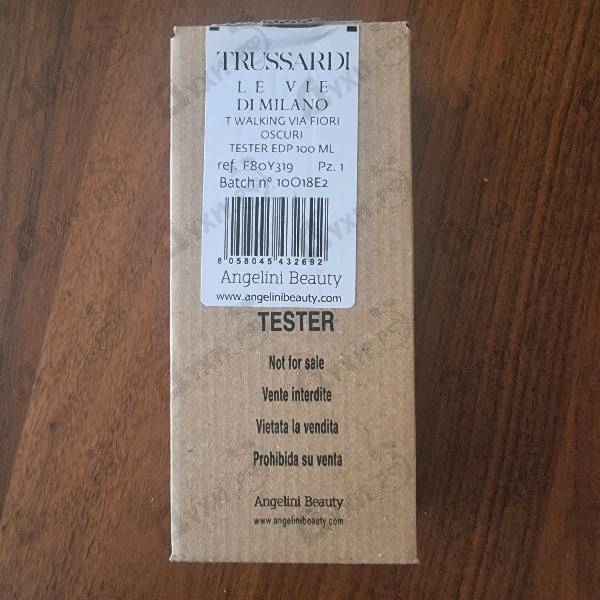 TRUSSARDI
LE VIE
DI MILANO
T WALKING VIA FIORI
OSCURI
TESTER EDP 100 ML
ref. F80Y319 Pz. 1
Batch n°. 10O18E2
8 058045 432692
Angelini Beauty
www.angelinibeauty.com
TESTER
Not for sale
Vente interdite
Vietata la vendita
Prohibida su venta
Angelini Beauty
www.angelinibeauty.com